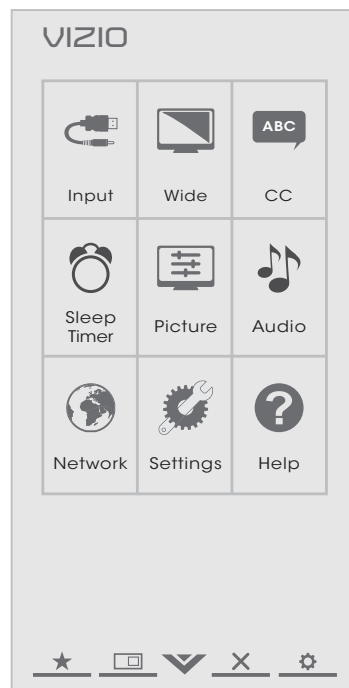 VIZIO
ABC
Input
Wide
CC
Sleep
Timer
Picture
Audio
Network
Settings
Help